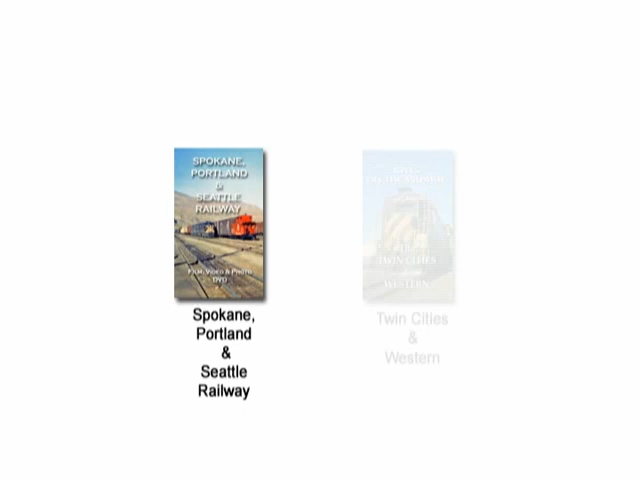 SPOKANE,
PORTLAND
&
SEATTLE
RAILWAY
FILM, VIDEO & PHOTO
DVD
Spokane,
Portland
&
Seattle
Railway
TWIN CITIES
WESTERN
Twin Cities
&
Western